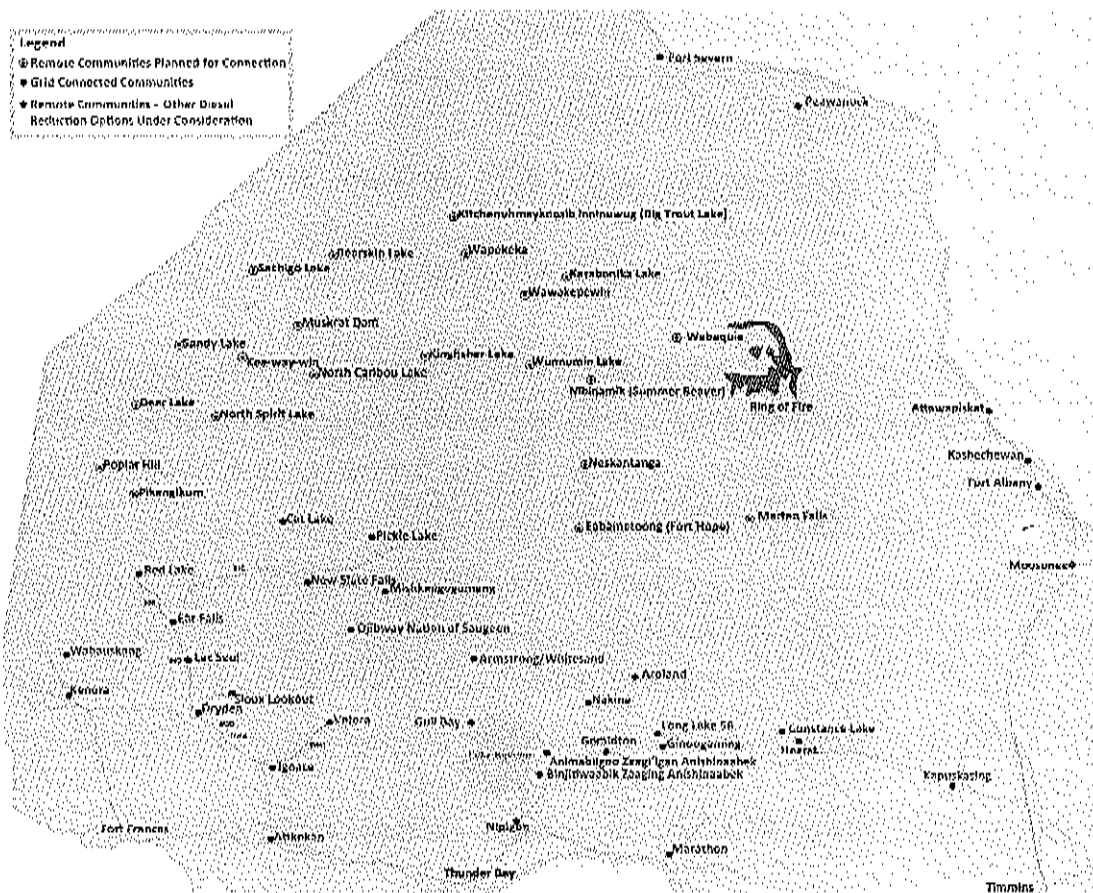 Legend
Remote Communities Planned for Connection
Grid Connected Communities
Remote Communities - Other Diesel
Reduction Options Under Consideration
Fort Severn
Peawanuck
Kitchenuhmaykoosib Inninuwug (Big Trout Lake)
Bearskin Lake
Wapekeka
Sachigo Lake
Kasabonika Lake
Wawakepewin
Muskrat Dam
Sandy Lake
Webequie
Kee-way-win
Kingfisher Lake
Wunnumin Lake
North Caribou Lake
Nibinamik (Summer Beaver)
Ring of Fire
Deer Lake
North Spirit Lake
Attawapiskat
Poplar Hill
Neskantanga
Kashechewan
Pikangikum
Fort Albany
Cat Lake
Marten Falls
Eabametoong (Fort Hope)
Pickle Lake
Moosonee
Red Lake
New Slate Falls
Mishkeegogamang
Ear Falls
Ojibway Nation of Saugeen
Wabauskang
Lac Seul
Armstrong/Whitesand
Aroland
Kenora
Sioux Lookout
Nakina
Dryden
Valora
Gull Bay
Long Lake 58
Constance Lake
Geraldton
Ginoogaming
Hearst
Animbiigoo Zaagi'igan Anishinaabek
Ignace
Binjitiwaabik Zaaging Anishinaabek
Kapuskasing
Fort Frances
Nipigon
Atikokan
Marathon
Thunder Bay
Timmins